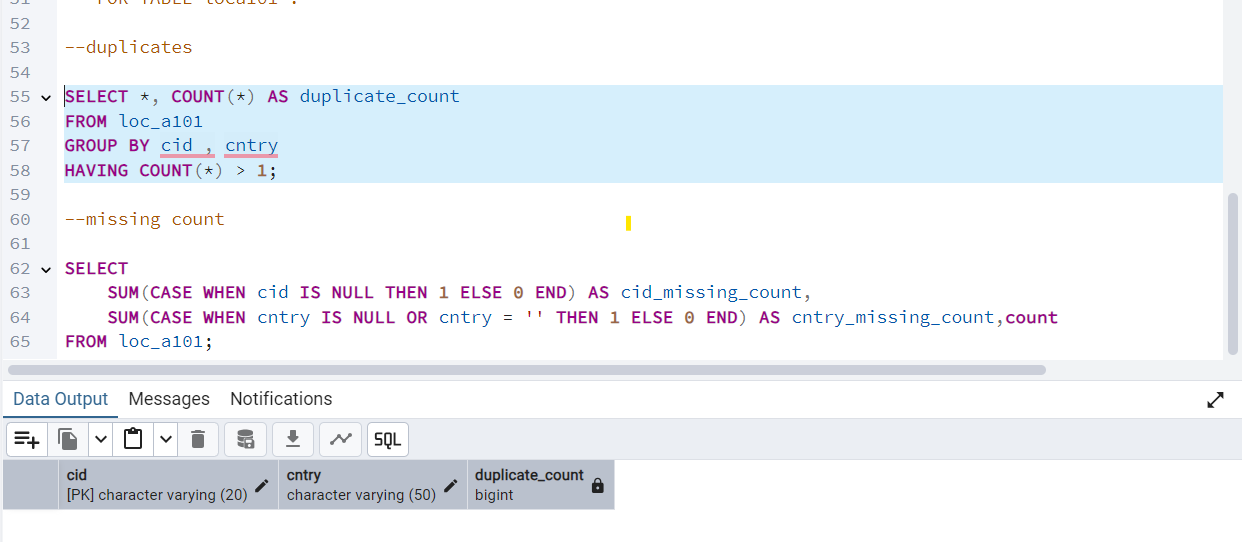 52
53 --duplicates
54
55 SELECT *, COUNT(*) AS duplicate_count
56 FROM loc_a101
57 GROUP BY cid , cntry
58 HAVING COUNT(*) > 1;
59
60 --missing count
61
62 SELECT
63 SUM(CASE WHEN cid IS NULL THEN 1 ELSE 0 END) AS cid_missing_count,
64 SUM(CASE WHEN cntry IS NULL OR cntry = '' THEN 1 ELSE 0 END) AS cntry_missing_count,count
65 FROM loc_a101;
Data Output Messages Notifications
SQL
cid cntry duplicate_count
[PK] character varying (20) character varying (50) bigint